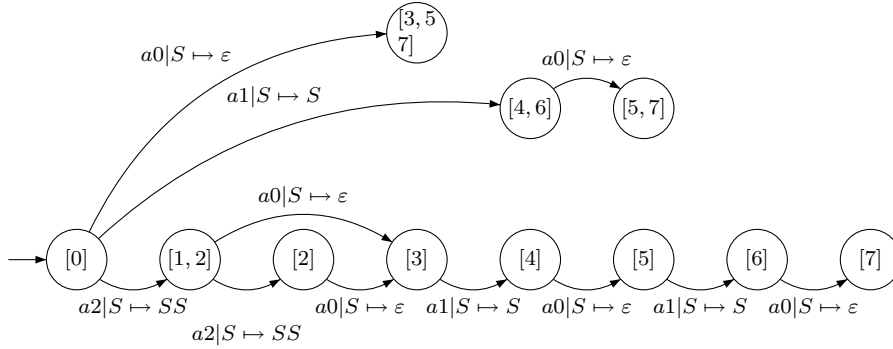 [3, 5
7]
a0|S ↦ ε
a0|S ↦ ε
a1|S ↦ S
[4, 6]
[5, 7]
a0|S ↦ ε
[0]
[1, 2]
[2]
[3]
[4]
[5]
[6]
[7]
a2|S ↦ SS
a0|S ↦ ε
a1|S ↦ S
a0|S ↦ ε
a1|S ↦ S
a0|S ↦ ε
a2|S ↦ SS